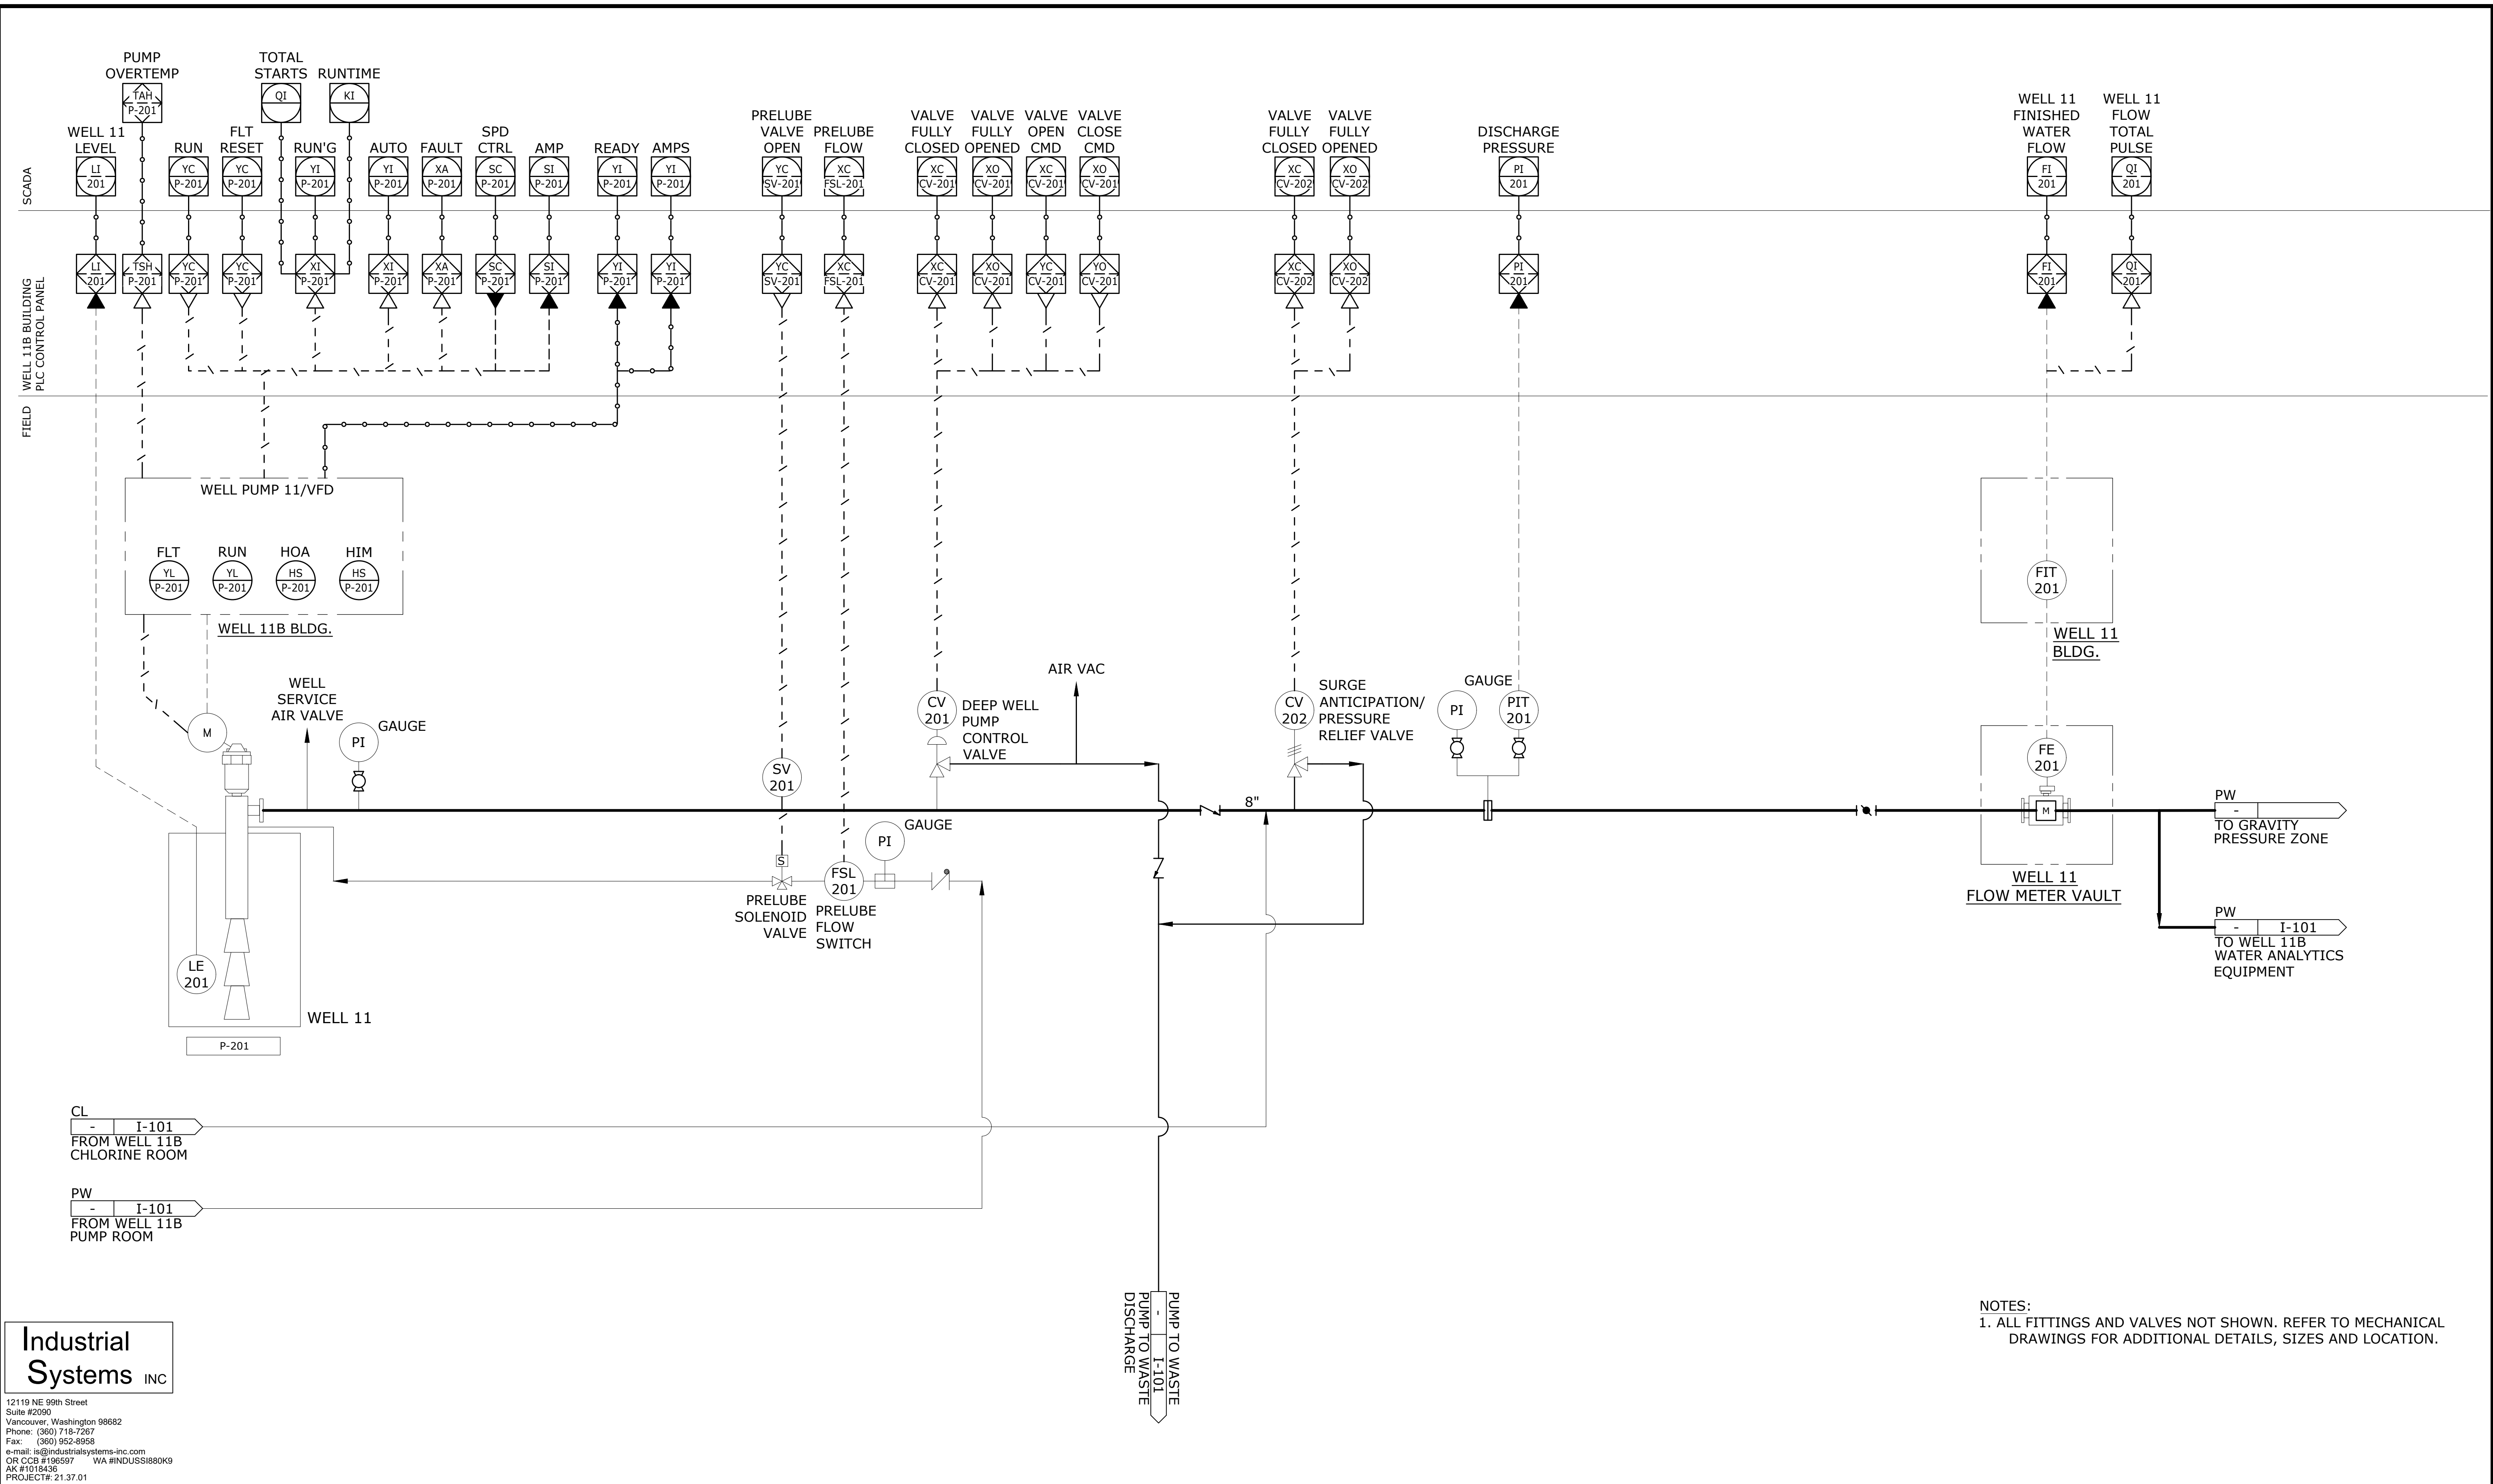 PUMP
OVERTEMP
TAH
P-201
TOTAL
STARTS
QI
RUNTIME
KI
SCADA
WELL 11
LEVEL
LI
201
RUN
YC
P-201
FLT
RESET
YC
P-201
RUN'G
YI
P-201
AUTO
YI
P-201
FAULT
XA
P-201
SPD
CTRL
SC
P-201
AMP
SI
P-201
READY
YI
P-201
AMPS
YI
P-201
PRELUBE
VALVE
OPEN
YC
SV-201
PRELUBE
FLOW
XC
FSL-201
VALVE
FULLY
CLOSED
XC
CV-201
VALVE
FULLY
OPENED
XO
CV-201
VALVE
OPEN
CMD
XC
CV-201
VALVE
CLOSE
CMD
XO
CV-201
VALVE
FULLY
CLOSED
XC
CV-202
VALVE
FULLY
OPENED
XO
CV-202
DISCHARGE
PRESSURE
PI
201
WELL 11
FINISHED
WATER
FLOW
FI
201
WELL 11
FLOW
TOTAL
PULSE
QI
201
WELL 11B BUILDING
PLC CONTROL PANEL
LI
201
TSH
P-201
YC
P-201
YC
P-201
XI
P-201
XI
P-201
XA
P-201
SC
P-201
SI
P-201
YI
P-201
YI
P-201
YC
SV-201
XC
FSL-201
XC
CV-201
XO
CV-201
YC
CV-201
YO
CV-201
XC
CV-202
XO
CV-202
PI
201
FI
201
QI
201
FIELD
WELL PUMP 11/VFD
FLT
YL
P-201
RUN
YL
P-201
HOA
HS
P-201
HIM
HS
P-201
WELL 11B BLDG.
FIT
201
WELL 11
BLDG.
M
WELL
SERVICE
AIR VALVE
PI
GAUGE
SV
201
CV
201
DEEP WELL
PUMP
CONTROL
VALVE
AIR VAC
CV
202
SURGE
ANTICIPATION/
PRESSURE
RELIEF VALVE
GAUGE
PI
PIT
201
FE
201
M
8"
PW
-
TO GRAVITY
PRESSURE ZONE
S
PRELUBE
SOLENOID
VALVE
FSL
201
PRELUBE
FLOW
SWITCH
PI
GAUGE
WELL 11
FLOW METER VAULT
PW
- I-101
TO WELL 11B
WATER ANALYTICS
EQUIPMENT
LE
201
WELL 11
P-201
CL
- I-101
FROM WELL 11B
CHLORINE ROOM
PW
- I-101
FROM WELL 11B
PUMP ROOM
PUMP TO WASTE
- I-101
PUMP TO WASTE
DISCHARGE
NOTES:
1. ALL FITTINGS AND VALVES NOT SHOWN. REFER TO MECHANICAL
DRAWINGS FOR ADDITIONAL DETAILS, SIZES AND LOCATION.
Industrial
Systems INC
12119 NE 99th Street
Suite #2090
Vancouver, Washington 98682
Phone: (360) 718-7267
Fax: (360) 952-8958
e-mail: is@industrialsystems-inc.com
OR CCB #196597 WA #INDUSSI880K9
AK #1018436
PROJECT#: 21.37.01